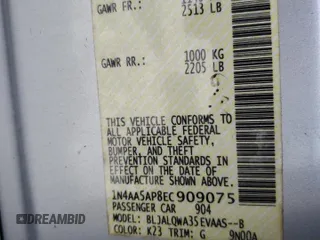 GAWR FR.:
2513 LB
GAWR RR.:
1000 KG
2205 LB
THIS VEHICLE CONFORMS TO
ALL APPLICABLE FEDERAL
MOTOR VEHICLE SAFETY,
BUMPER, AND THEFT
PREVENTION STANDARDS
IN EFFECT ON THE DATE OF
MANUFACTURE SHOWN ABOVE.
1N4AA5AP8EC909075
PASSENGER CAR 904
MODEL: BLJALQWA35EVAAS--B
COLOR: K23 TRIM: G 9N00A
AUTOBIDMASTER